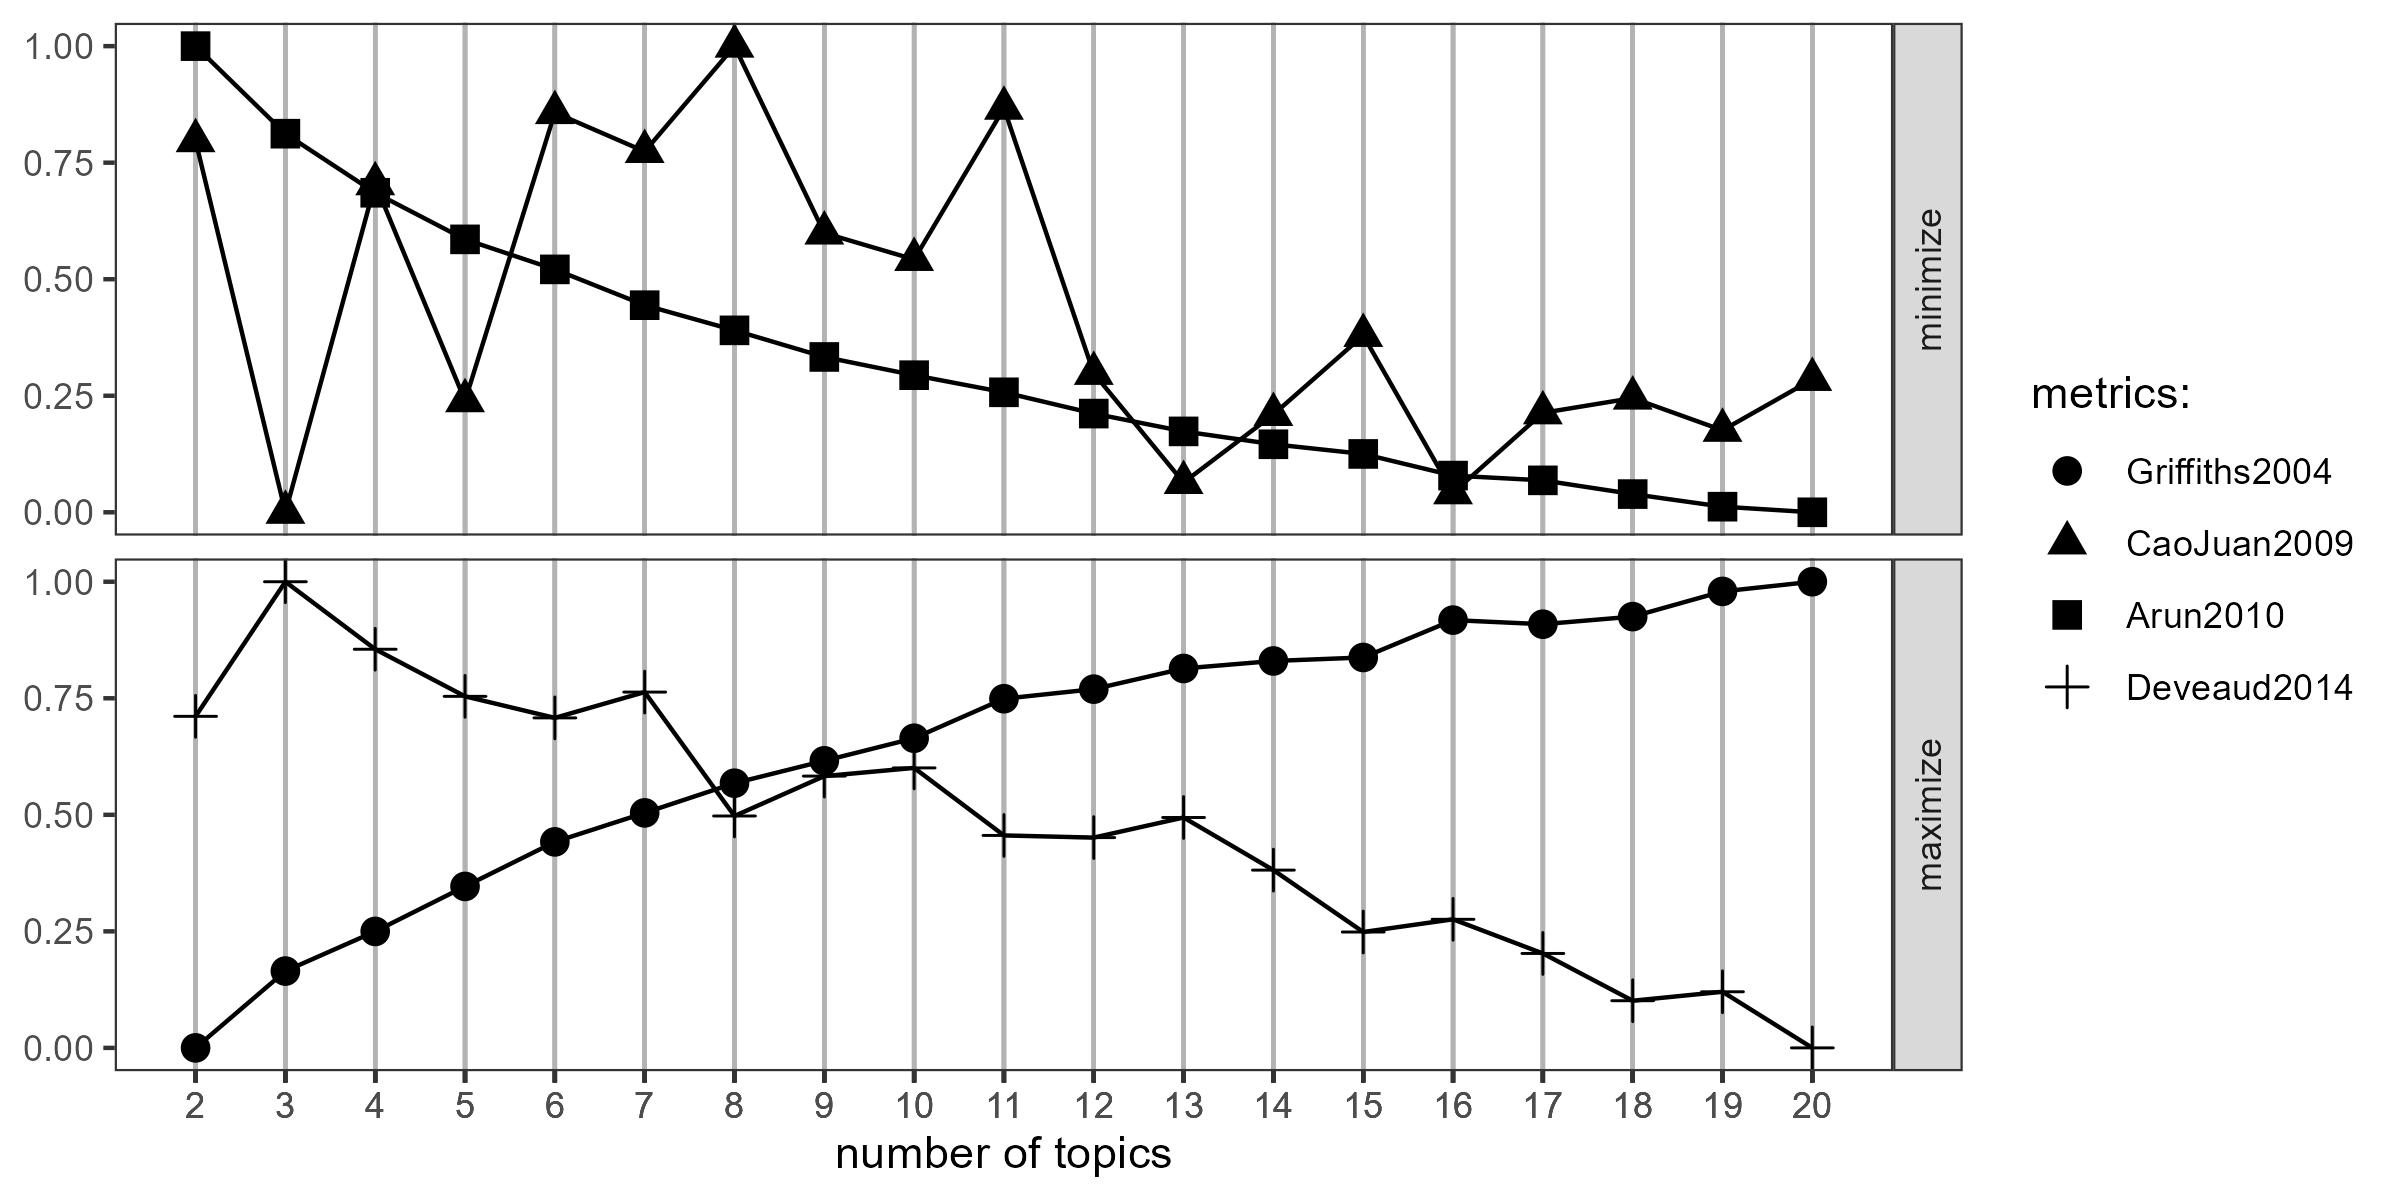 1.00
0.75
0.50
0.25
0.00
minimize
1.00
0.75
0.50
0.25
0.00
maximize
2 3 4 5 6 7 8 9 10 11 12 13 14 15 16 17 18 19 20
number of topics
metrics:
Griffiths2004
CaoJuan2009
Arun2010
Deveaud2014